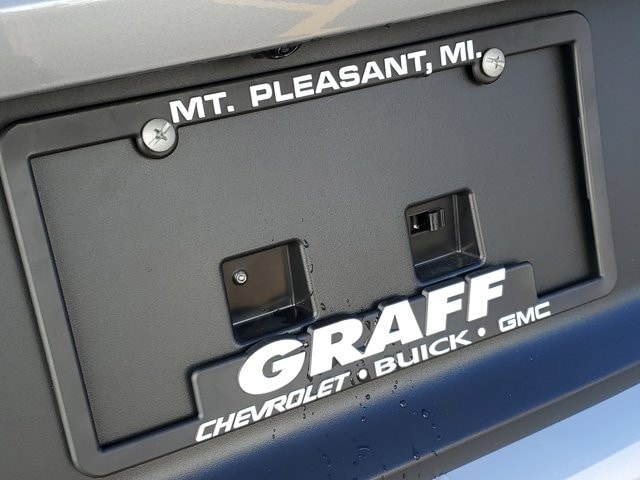 MT. PLEASANT, MI.
GRAFF
CHEVROLET • BUICK • GMC